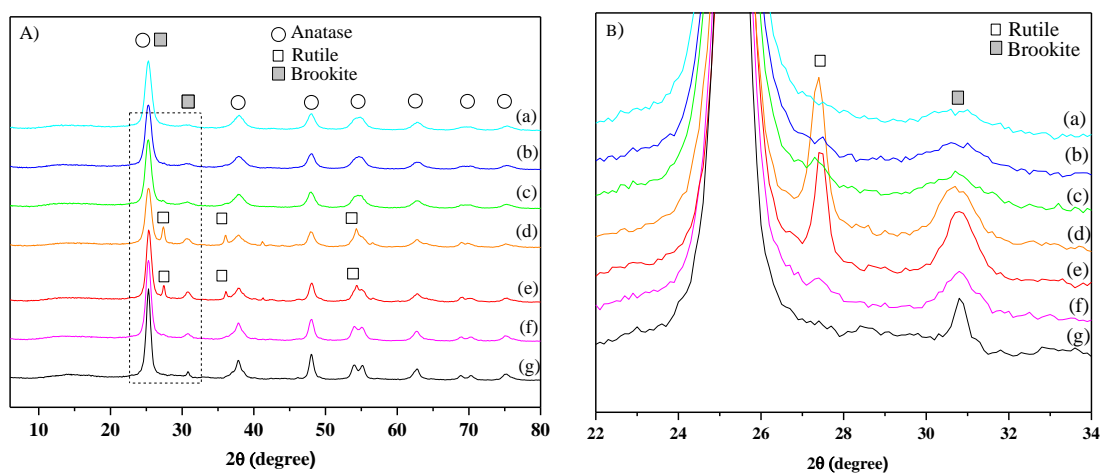 A)
Anatase
Rutile
Brookite
(a)
(b)
(c)
(d)
(e)
(f)
(g)
10 20 30 40 50 60 70 80
2θ (degree)
B)
Rutile
Brookite
(a)
(b)
(c)
(d)
(e)
(f)
(g)
22 24 26 28 30 32 34
2θ (degree)